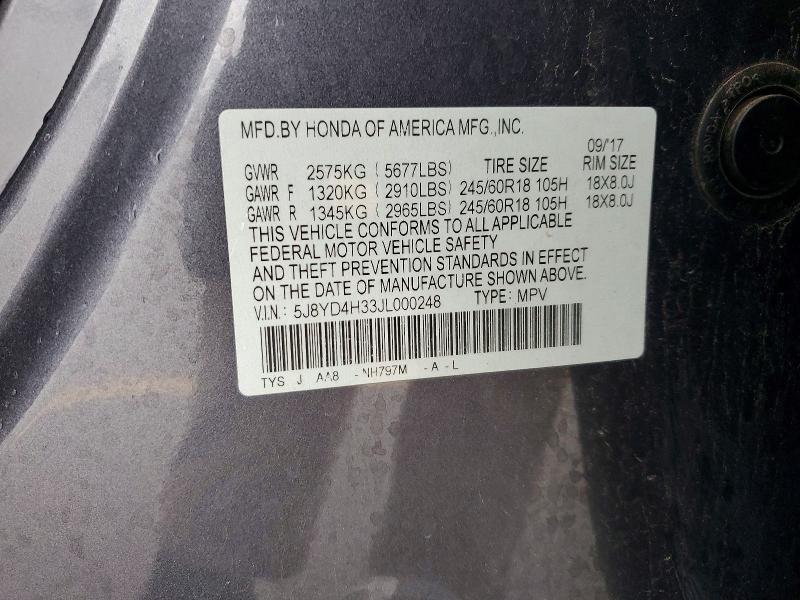 MFD.BY HONDA OF AMERICA MFG.,INC.
09/'17
GVWR 2575KG (5677LBS) TIRE SIZE RIM SIZE
GAWR F 1320KG (2910LBS) 245/60R18 105H 18X8.0J
GAWR R 1345KG (2965LBS) 245/60R18 105H 18X8.0J
THIS VEHICLE CONFORMS TO ALL APPLICABLE
FEDERAL MOTOR VEHICLE SAFETY
AND THEFT PREVENTION STANDARDS IN EFFECT
ON THE DATE OF MANUFACTURE SHOWN ABOVE.
V.I.N.: 5J8YD4H33JL000248 TYPE: MPV
TYS J AA8 -NH797M -A -L
HONDA